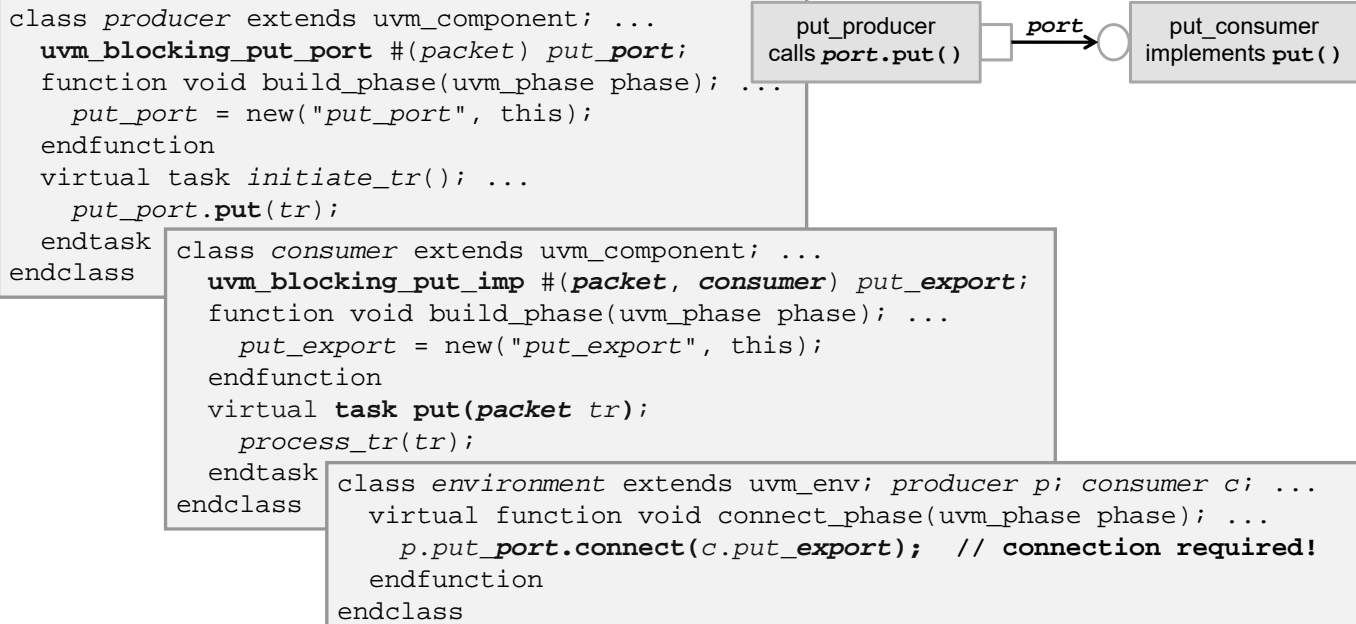 class producer extends uvm_component; ...
  uvm_blocking_put_port #(packet) put_port;
  function void build_phase(uvm_phase phase); ...
    put_port = new("put_port", this);
  endfunction
  virtual task initiate_tr(); ...
    put_port.put(tr);
  endtask
endclass
put_producer
calls port.put()
port
put_consumer
implements put()
class consumer extends uvm_component; ...
  uvm_blocking_put_imp #(packet, consumer) put_export;
  function void build_phase(uvm_phase phase); ...
    put_export = new("put_export", this);
  endfunction
  virtual task put(packet tr);
    process_tr(tr);
  endtask
endclass
class environment extends uvm_env; producer p; consumer c; ...
  virtual function void connect_phase(uvm_phase phase); ...
    p.put_port.connect(c.put_export);  // connection required!
  endfunction
endclass